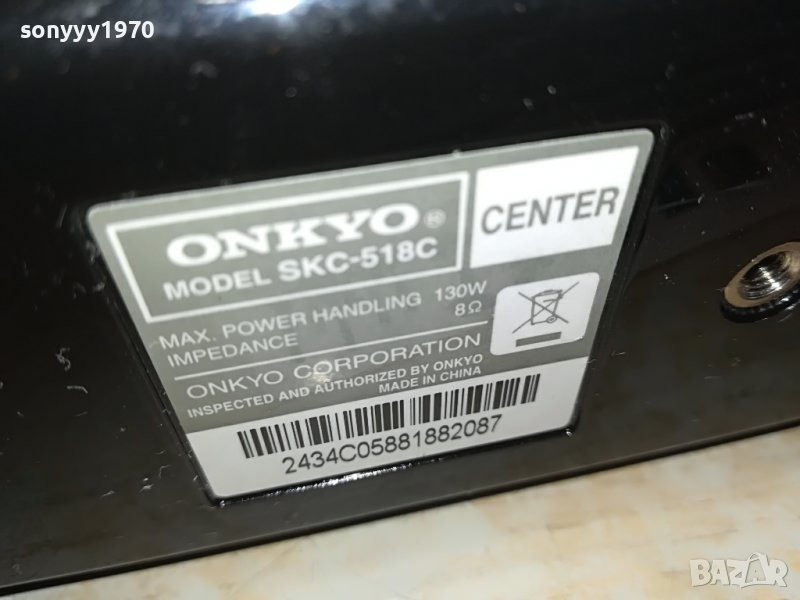 sonyyy1970
ONKYO®
MODEL SKC-518C
CENTER
MAX. POWER HANDLING 130W
IMPEDANCE 8Ω
ONKYO CORPORATION
INSPECTED AND AUTHORIZED BY ONKYO
MADE IN CHINA
2434C05881882087
BAZAR